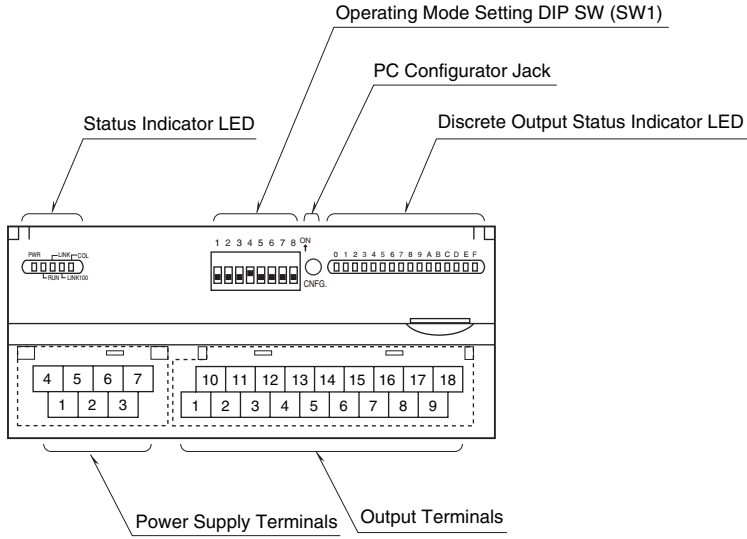 Operating Mode Setting DIP SW (SW1)
PC Configurator Jack
Status Indicator LED
Discrete Output Status Indicator LED
1 2 3 4 5 6 7 8 ON
PWR LINK COL
0 1 2 3 4 5 6 7 8 9 A B C D E F
RUN LINK100
CNFG.
4 5 6 7
10 11 12 13 14 15 16 17 18
1 2 3
1 2 3 4 5 6 7 8 9
Power Supply Terminals
Output Terminals